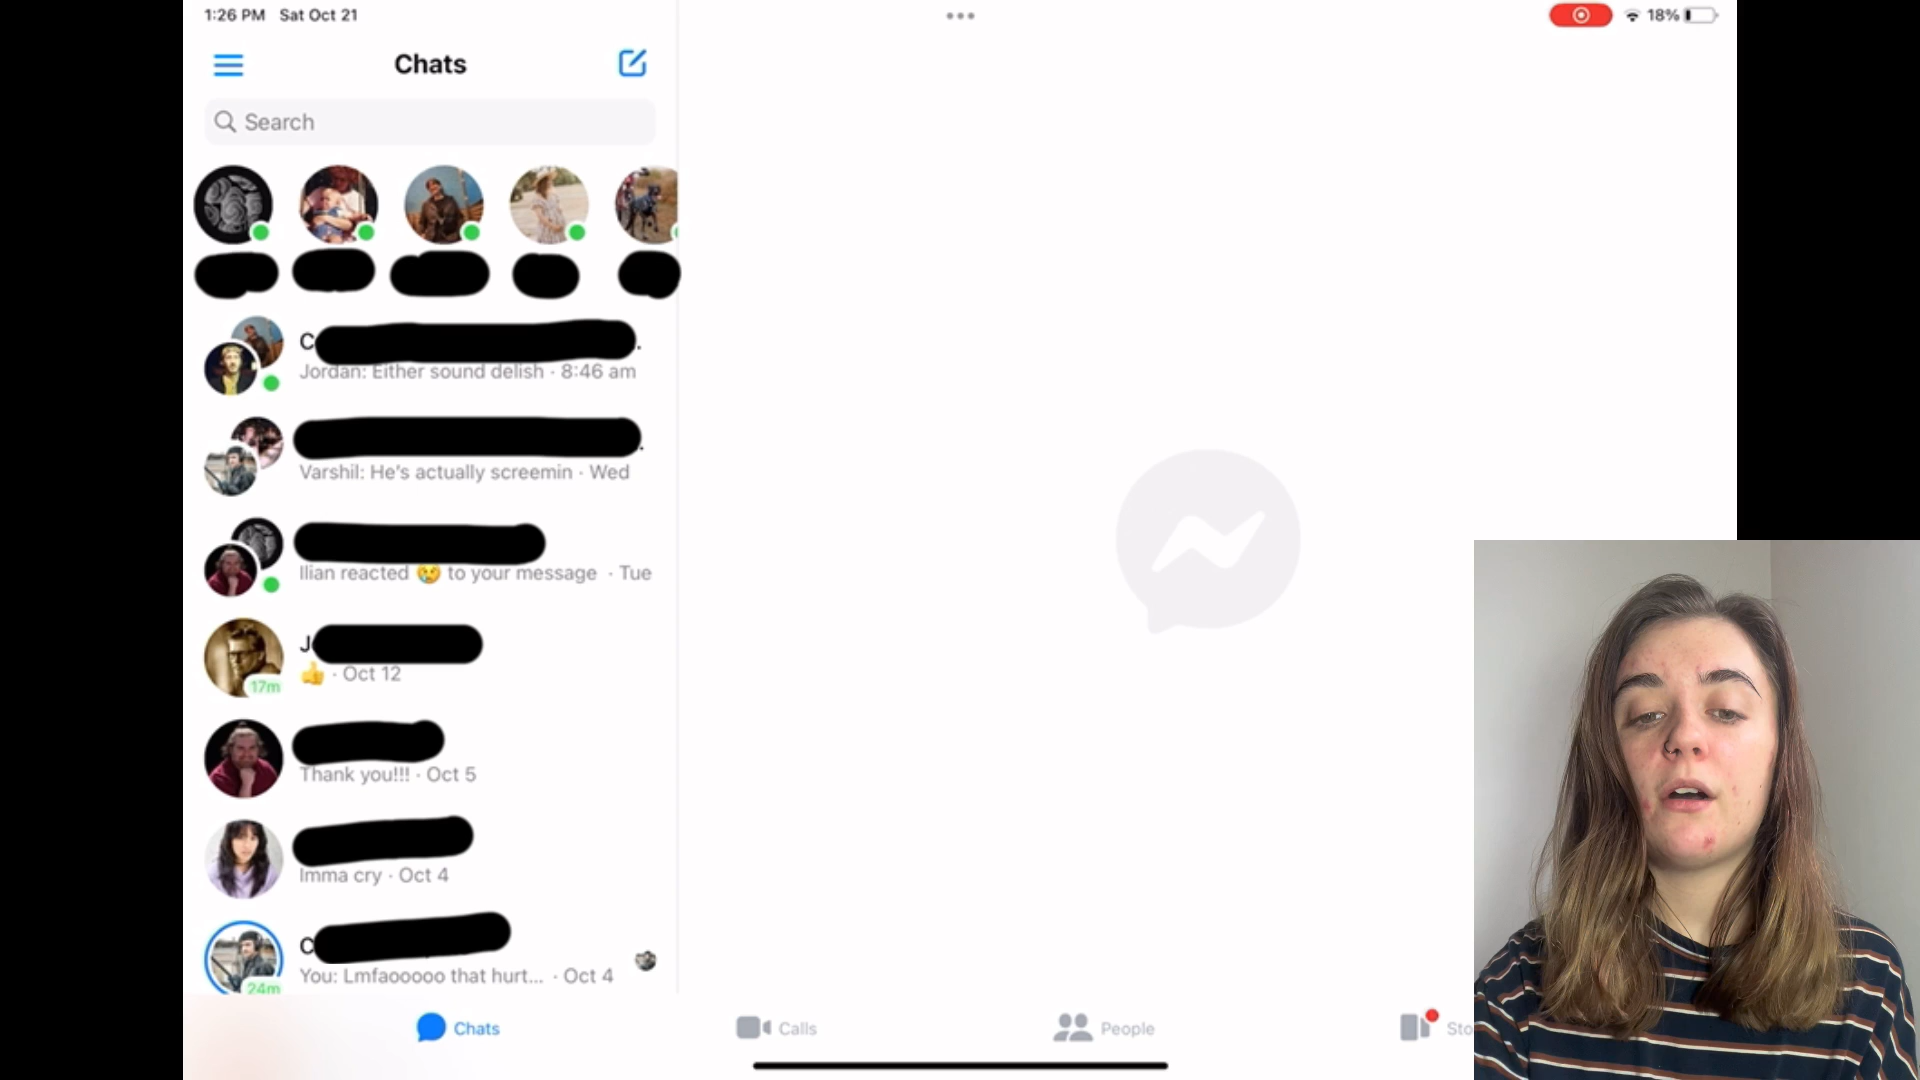 1:26 PM Sat Oct 21
18%
Chats
Search
C
Jordan: Either sound delish · 8:46 am
Varshil: He's actually screemin · Wed
Ilian reacted 😢 to your message · Tue
J
17m
👍 · Oct 12
Thank you!!! · Oct 5
Imma cry · Oct 4
C
You: Lmfaooooo that hurt... · Oct 4
24m
Chats
Calls
People
Sto